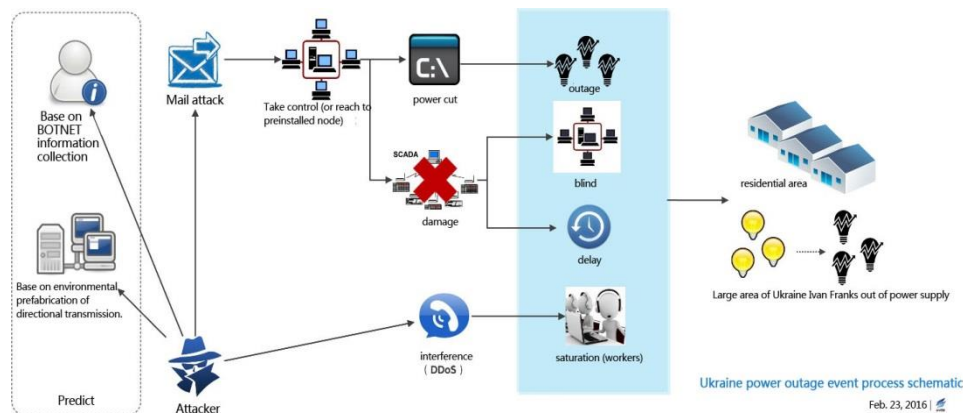 Base on
BOTNET
information
collection
Base on environmental
prefabrication of
directional transmission.
Predict
Attacker
Mail attack
Take control (or reach to
preinstalled node)
C:\
power cut
SCADA
damage
interference
( DDoS )
outage
blind
delay
saturation (workers)
residential area
Large area of Ukraine Ivan Franks out of power supply
Ukraine power outage event process schematic
Feb. 23, 2016 |